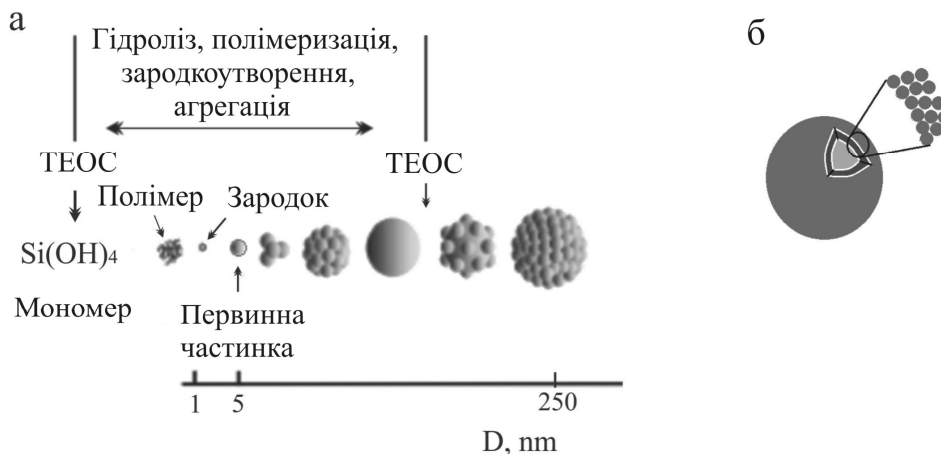 а
б
Гідроліз, полімеризація,
зародкоутворення,
агрегація
ТЕОС
ТЕОС
Полімер
Зародок
Si(OH)4
Мономер
Первинна
частинка
1
5
250
D, nm